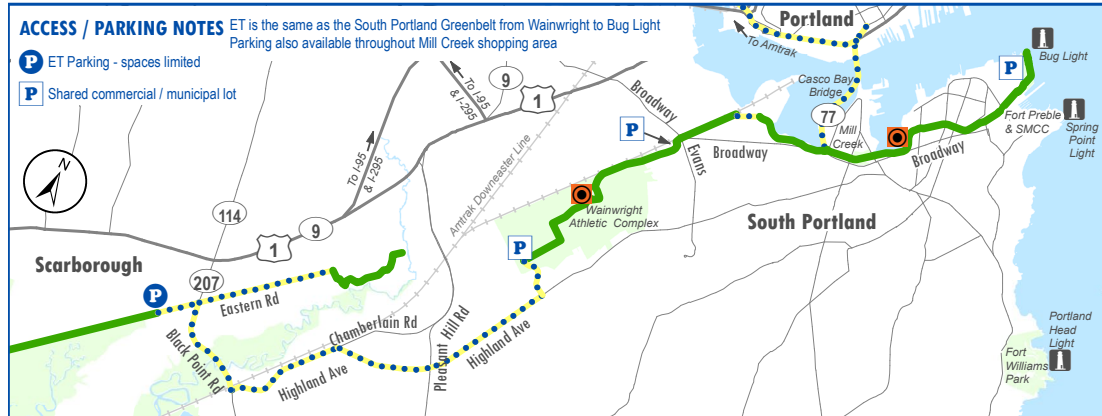 ACCESS / PARKING NOTES
ET is the same as the South Portland Greenbelt from Wainwright to Bug Light
Parking also available throughout Mill Creek shopping area
P ET Parking - spaces limited
P Shared commercial / municipal lot
N
Portland
To Amtrak
Bug Light
P
Casco Bay
Bridge
9
1
To I-95
& I-295
To I-95
& I-295
Broadway
P
77
Mill
Creek
Fort Preble
& SMCC
Spring
Point
Light
Evans
Broadway
Broadway
Amtrak Downeaster Line
Wainwright
Athletic Complex
South Portland
114
9
1
P
Scarborough
207
P
Eastern Rd
Black Point Rd
Chamberlain Rd
Highland Ave
Pleasant Hill Rd
Highland Ave
Portland
Head
Light
Fort
Williams
Park